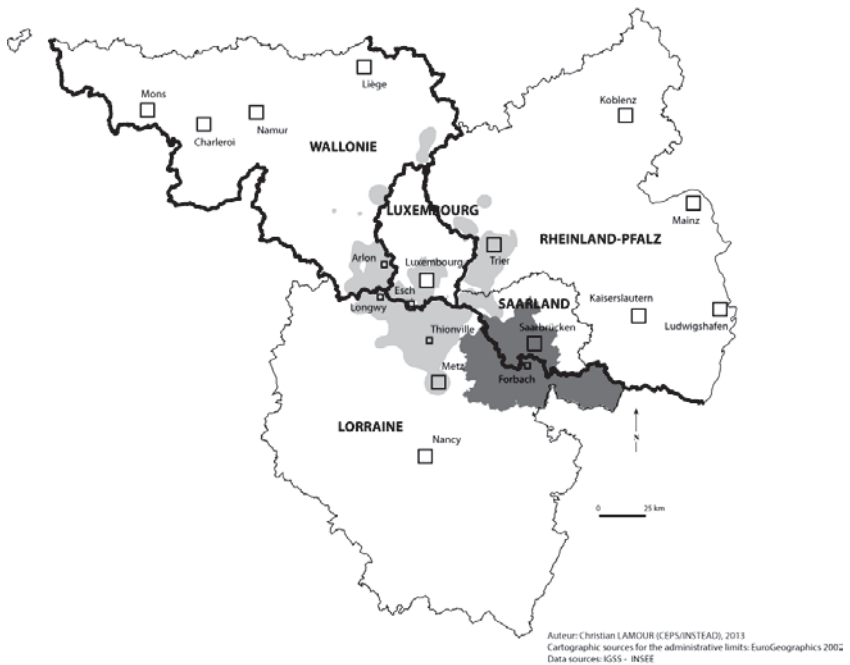 Liège
Mons
Koblenz
Charleroi
Namur
WALLONIE
LUXEMBOURG
Mainz
RHEINLAND-PFALZ
Arlon
Luxembourg
Trier
Esch
Longwy
SAARLAND
Kaiserslautern
Ludwigshafen
Thionville
Saarbrücken
Metz
Forbach
LORRAINE
Nancy
N
0 25 km
Auteur: Christian LAMOUR (CEPS/INSTEAD), 2013
Cartographic sources for the administrative limits: EuroGeographics 2002
Data sources: IGSS - INSEE